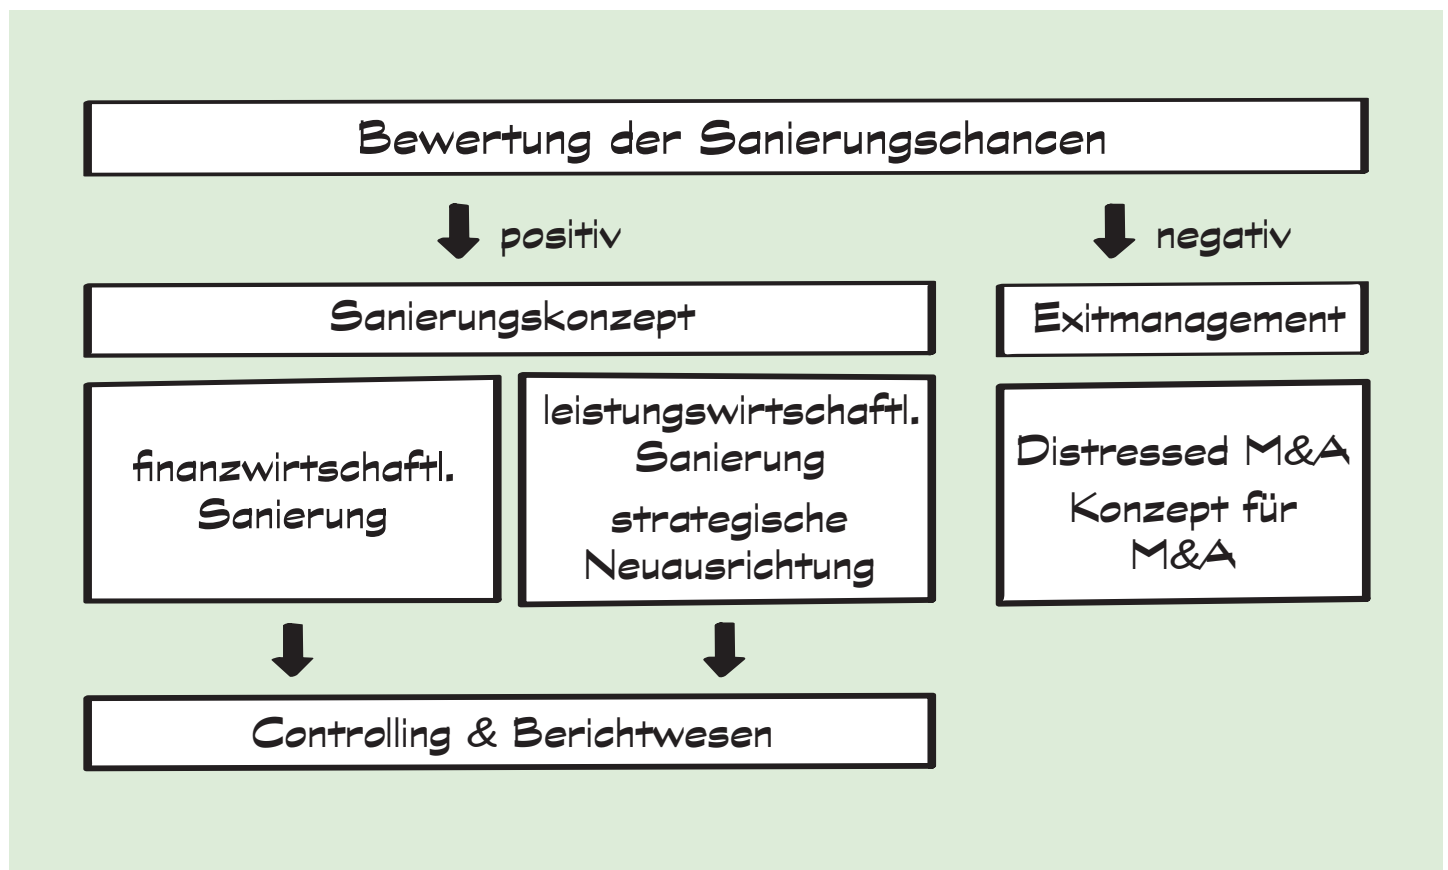 Bewertung der Sanierungschancen
positiv
negativ
Sanierungskonzept
Exitmanagement
finanzwirtschaftl.
Sanierung
leistungswirtschaftl.
Sanierung
strategische
Neuausrichtung
Distressed M&A
Konzept für
M&A
Controlling & Berichtwesen